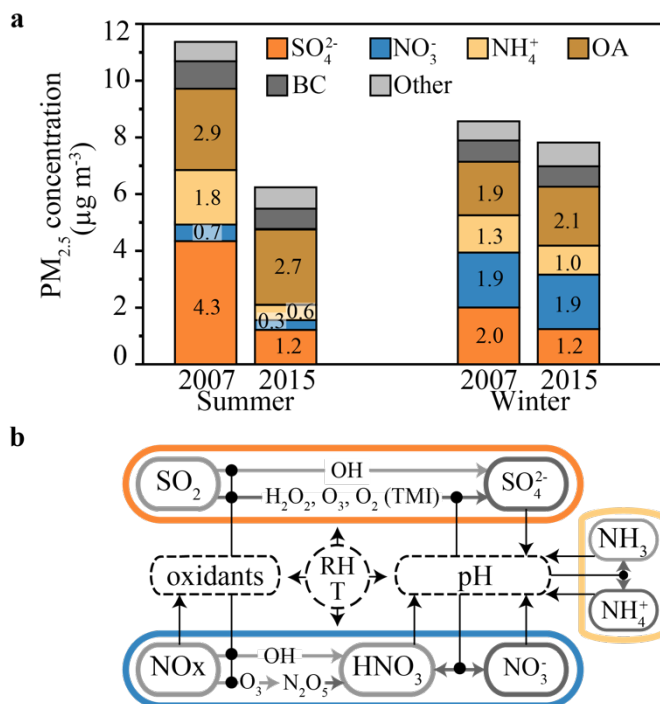 a
12
10
8
6
4
2
0
PM2.5 concentration
(µg m⁻³)
SO₄²⁻ NO₃⁻ NH₄⁺ OA
BC Other
2.9
1.8
0.7
4.3
2.7
0.6
0.3
1.2
1.9
1.3
1.9
2.0
2.1
1.0
1.9
1.2
2007 2015 2007 2015
Summer Winter
b
SO₂ OH SO₄²⁻
H₂O₂, O₃, O₂ (TMI)
NH₃
oxidants RH pH
T
NH₄⁺
NOx OH HNO₃ NO₃⁻
O₃ N₂O₅